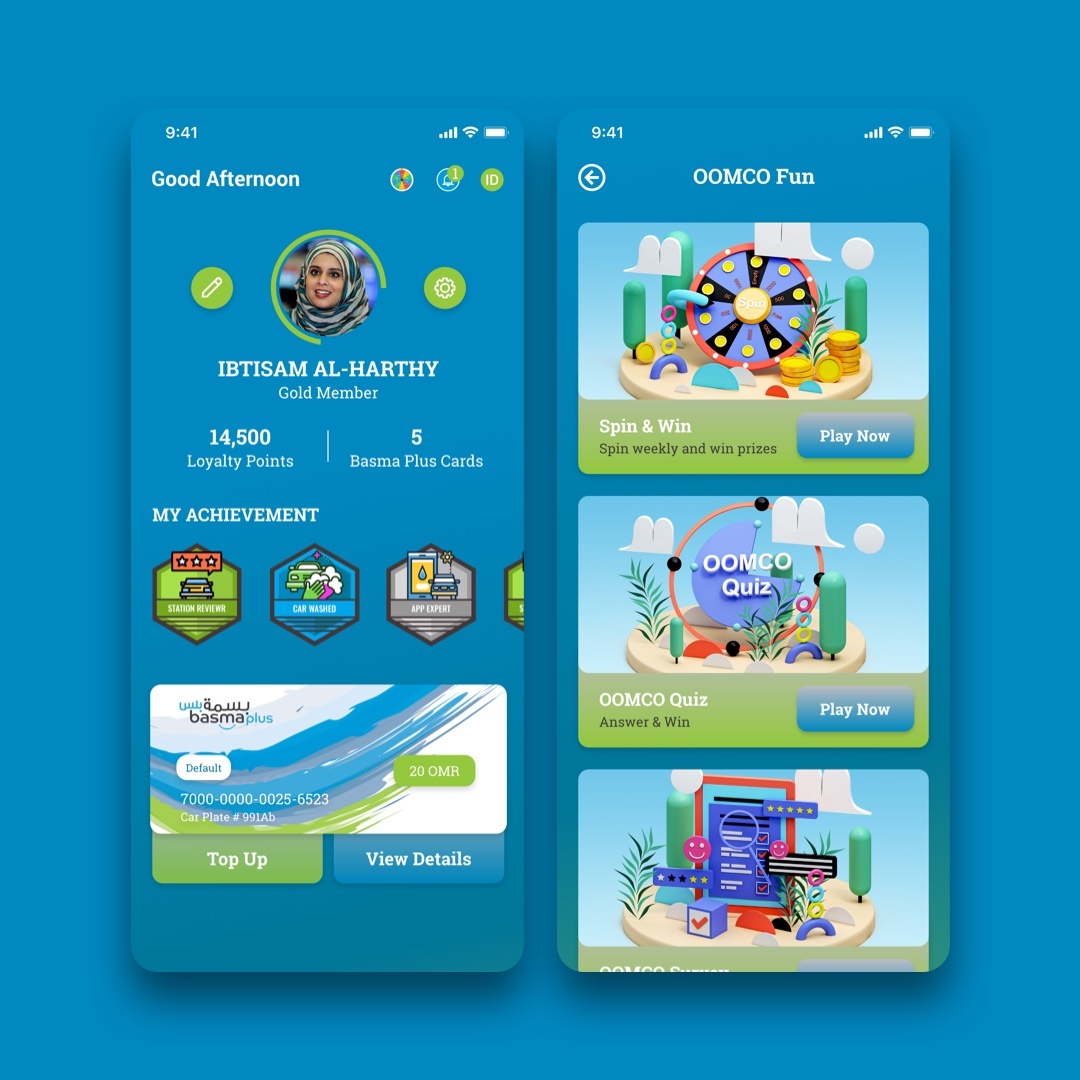 9:41
Good Afternoon
1
ID
IBTISAM AL-HARTHY
Gold Member
14,500
Loyalty Points
5
Basma Plus Cards
MY ACHIEVEMENT
STATION REVIEWR
CAR WASHED
APP EXPERT
S
بسمة بلس
basmaplus
Default
20 OMR
7000-0000-0025-6523
Car Plate # 991Ab
Top Up
View Details
9:41
OOMCO Fun
Spin
Spin & Win
Spin weekly and win prizes
Play Now
OOMCO
Quiz
OOMCO Quiz
Answer & Win
Play Now
OOMCO Survey